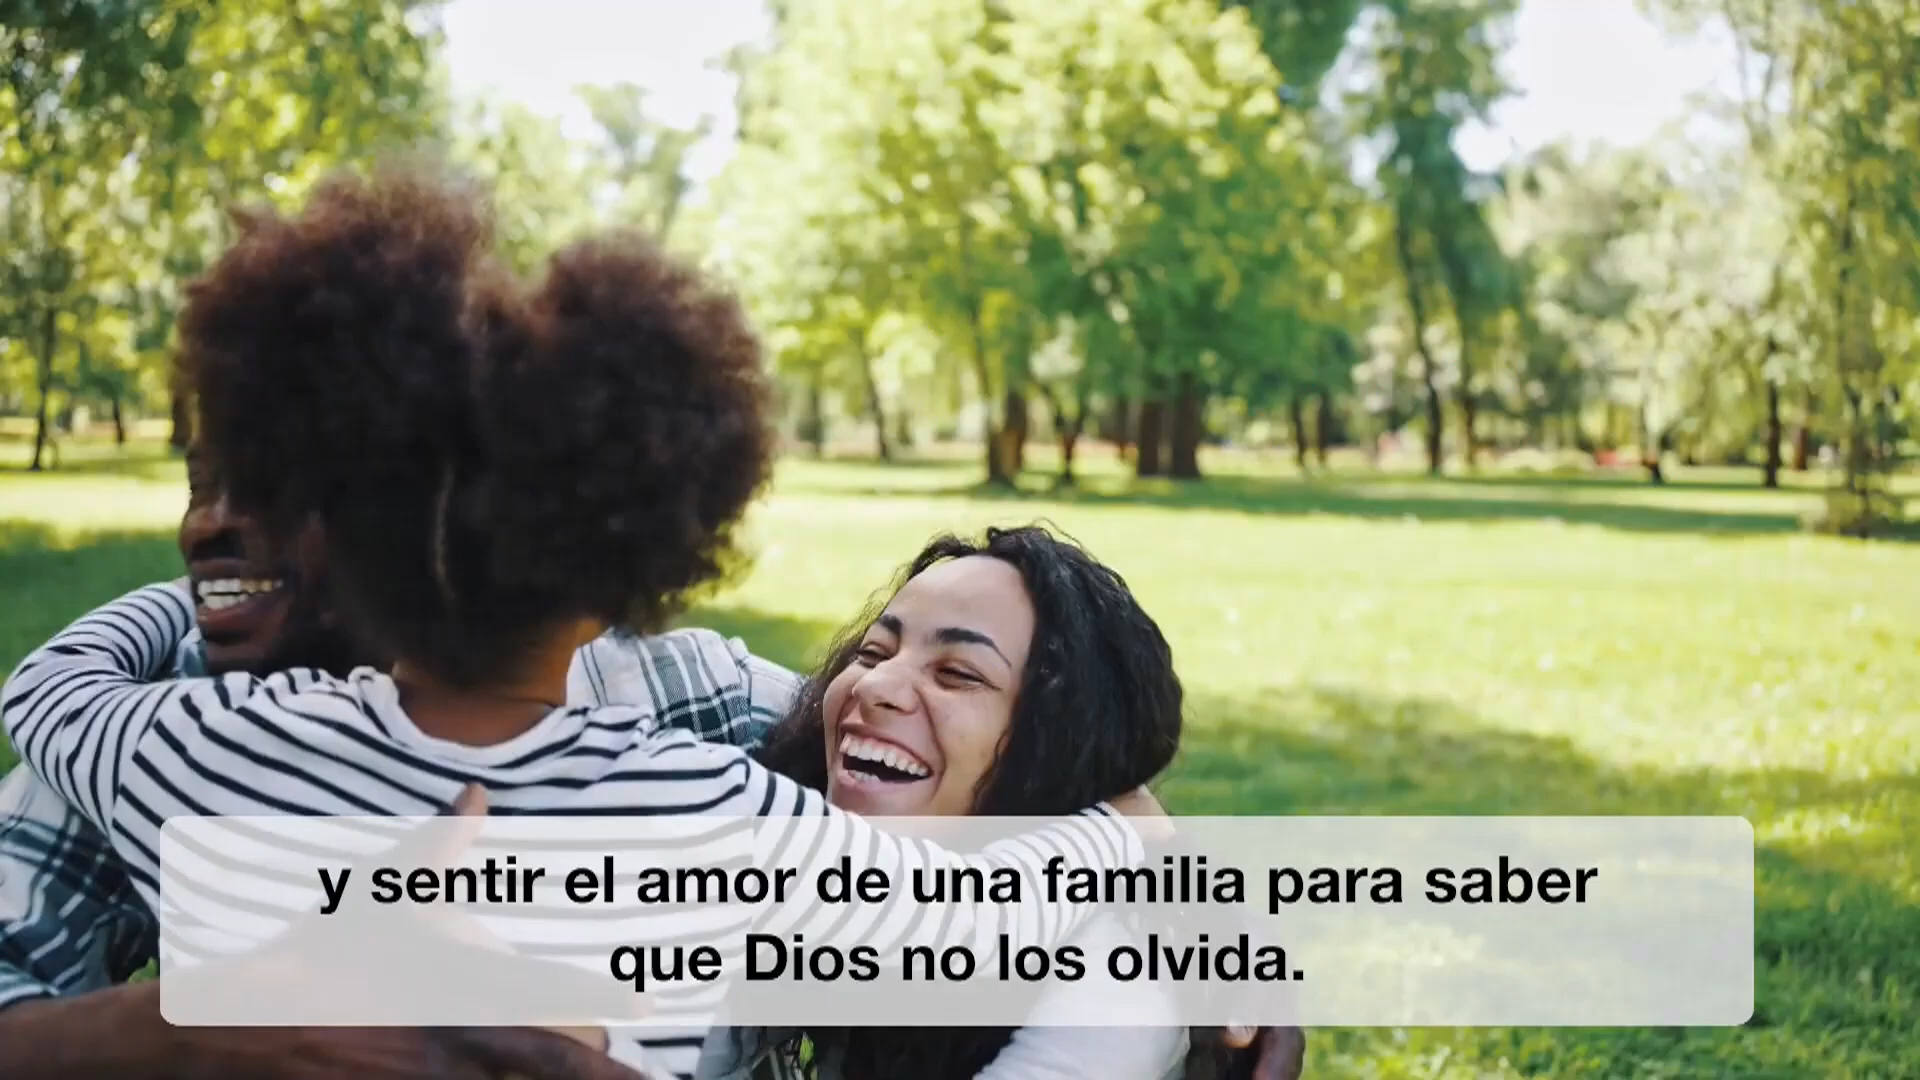 y sentir el amor de una familia para saber
que Dios no los olvida.